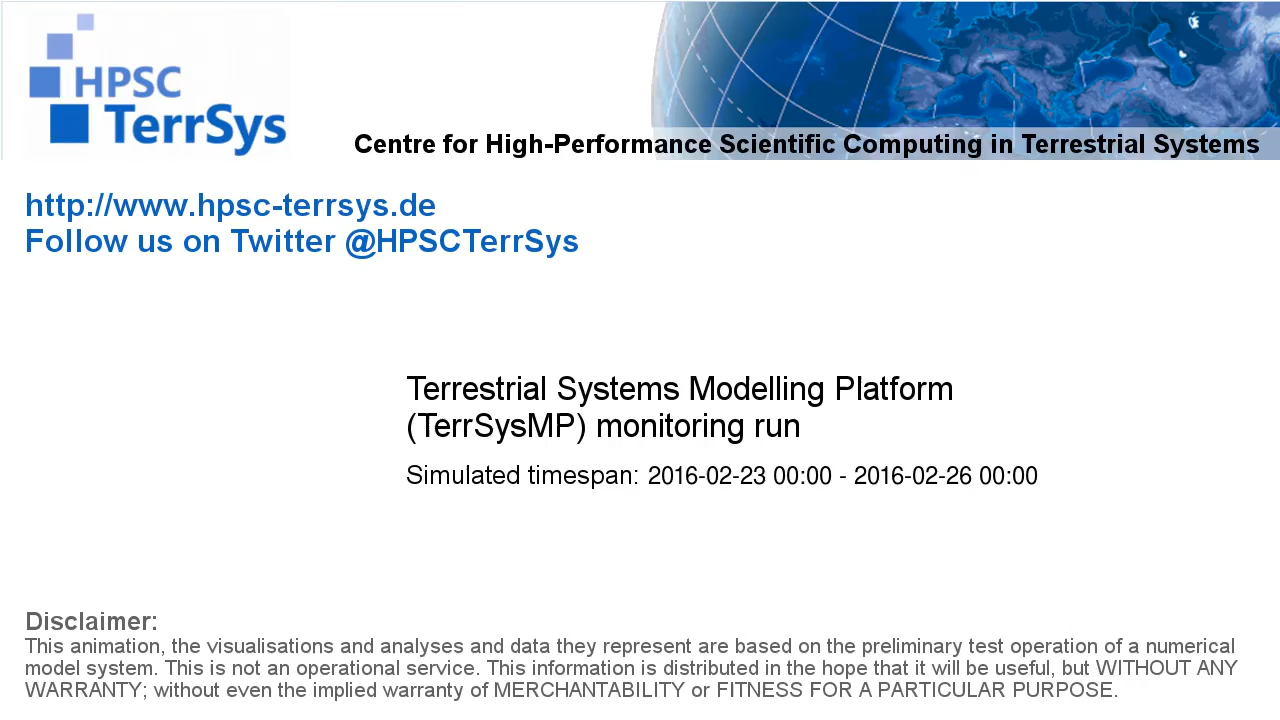 HPSC
TerrSys
Centre for High-Performance Scientific Computing in Terrestrial Systems
http://www.hpsc-terrsys.de
Follow us on Twitter @HPSCTerrSys
Terrestrial Systems Modelling Platform
(TerrSysMP) monitoring run
Simulated timespan: 2016-02-23 00:00 - 2016-02-26 00:00
Disclaimer:
This animation, the visualisations and analyses and data they represent are based on the preliminary test operation of a numerical
model system. This is not an operational service. This information is distributed in the hope that it will be useful, but WITHOUT ANY
WARRANTY; without even the implied warranty of MERCHANTABILITY or FITNESS FOR A PARTICULAR PURPOSE.